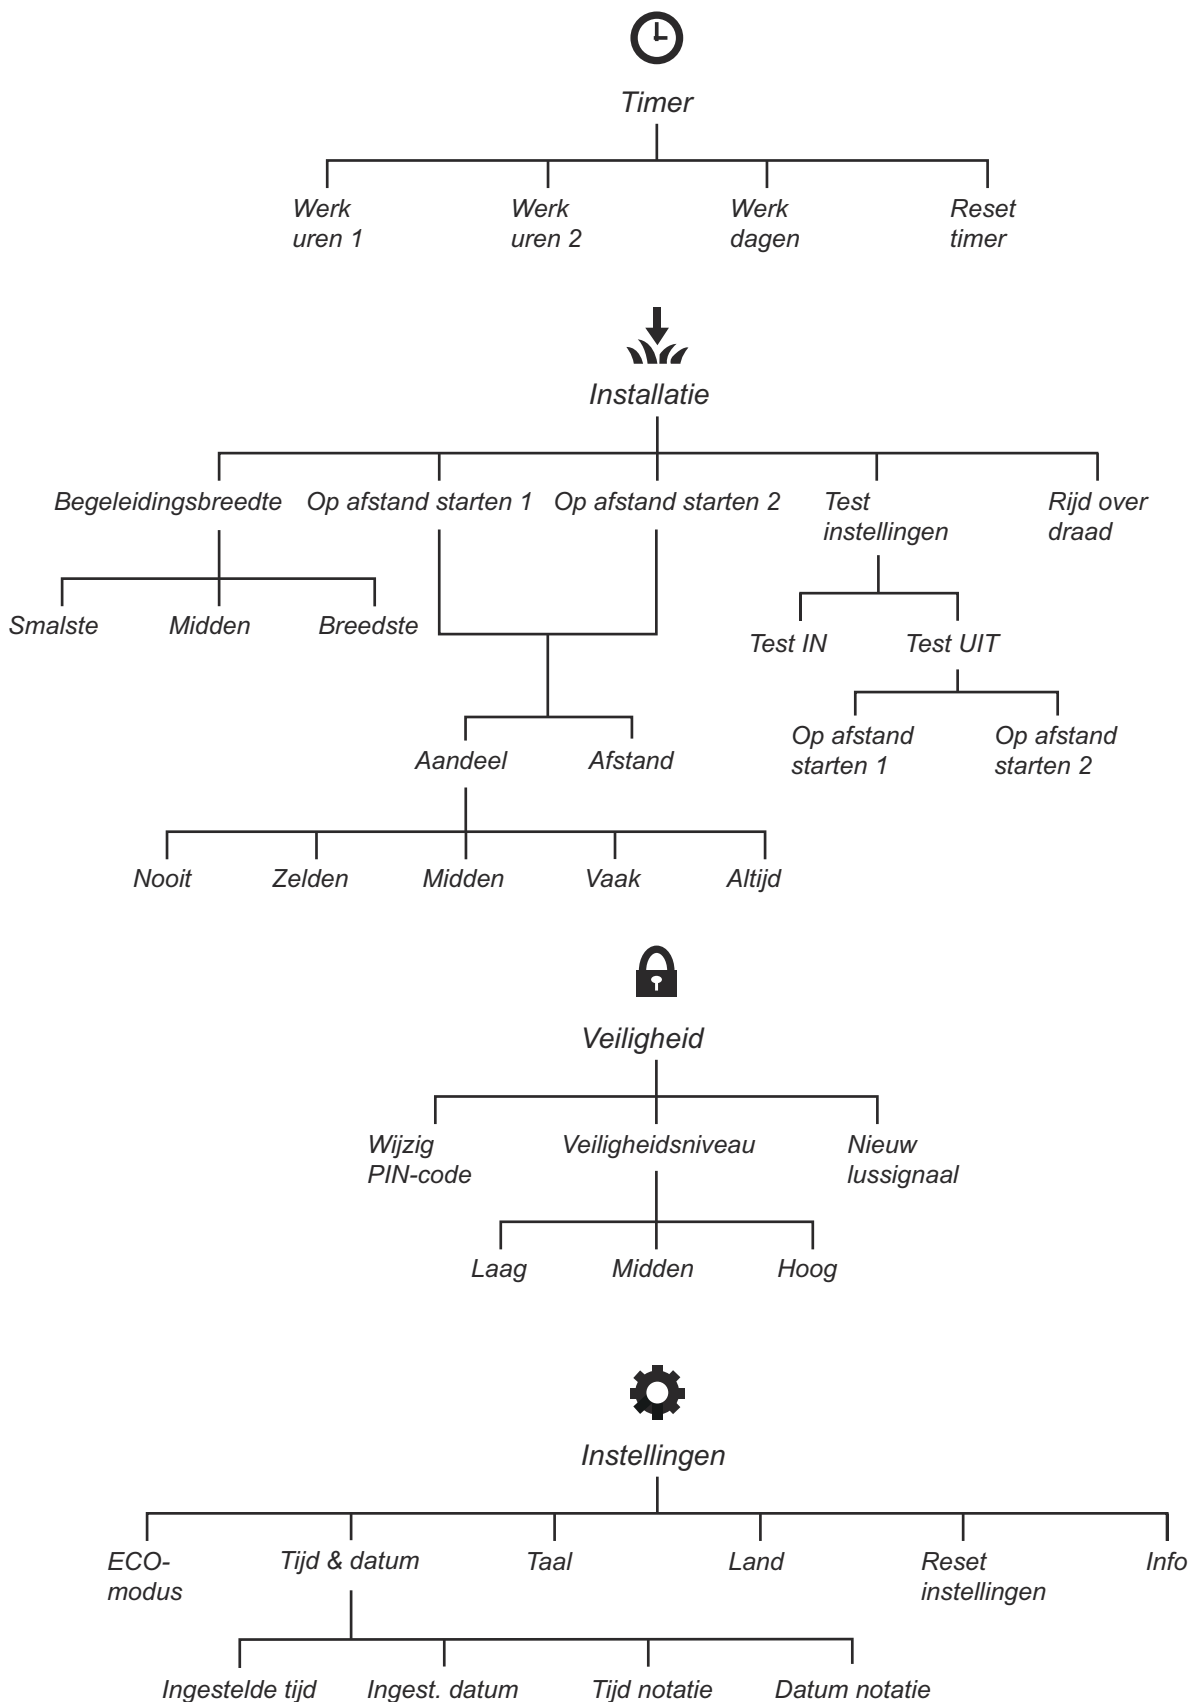 Timer
Werk uren 1
Werk uren 2
Werk dagen
Reset timer
Installatie
Begeleidingsbreedte
Op afstand starten 1
Op afstand starten 2
Test instellingen
Rijd over draad
Smalste
Midden
Breedste
Test IN
Test UIT
Op afstand starten 1
Op afstand starten 2
Aandeel
Afstand
Nooit
Zelden
Midden
Vaak
Altijd
Veiligheid
Wijzig PIN-code
Veiligheidsniveau
Nieuw lussignaal
Laag
Midden
Hoog
Instellingen
ECO-modus
Tijd & datum
Taal
Land
Reset instellingen
Info
Ingestelde tijd
Ingest. datum
Tijd notatie
Datum notatie